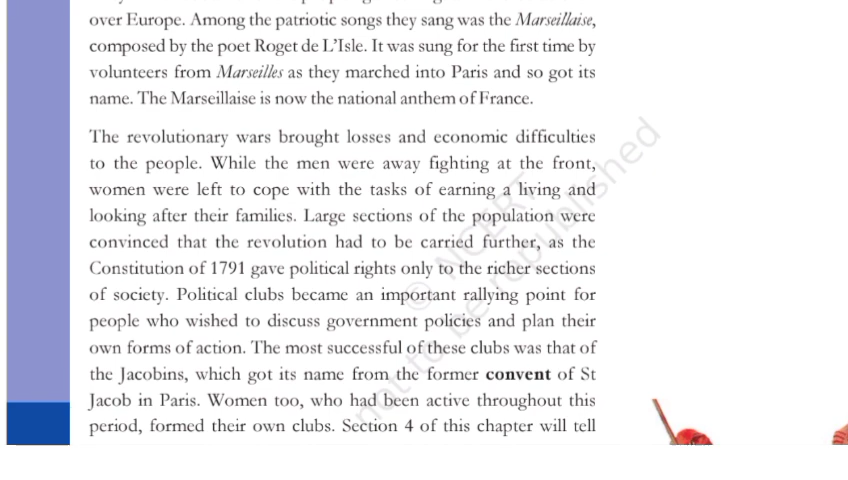 over Europe. Among the patriotic songs they sang was the Marseillaise,
composed by the poet Roget de L'Isle. It was sung for the first time by
volunteers from Marseilles as they marched into Paris and so got its
name. The Marseillaise is now the national anthem of France.
The revolutionary wars brought losses and economic difficulties
to the people. While the men were away fighting at the front,
women were left to cope with the tasks of earning a living and
looking after their families. Large sections of the population were
convinced that the revolution had to be carried further, as the
Constitution of 1791 gave political rights only to the richer sections
of society. Political clubs became an important rallying point for
people who wished to discuss government policies and plan their
own forms of action. The most successful of these clubs was that of
the Jacobins, which got its name from the former convent of St
Jacob in Paris. Women too, who had been active throughout this
period, formed their own clubs. Section 4 of this chapter will tell
© NCERT
not to be republished